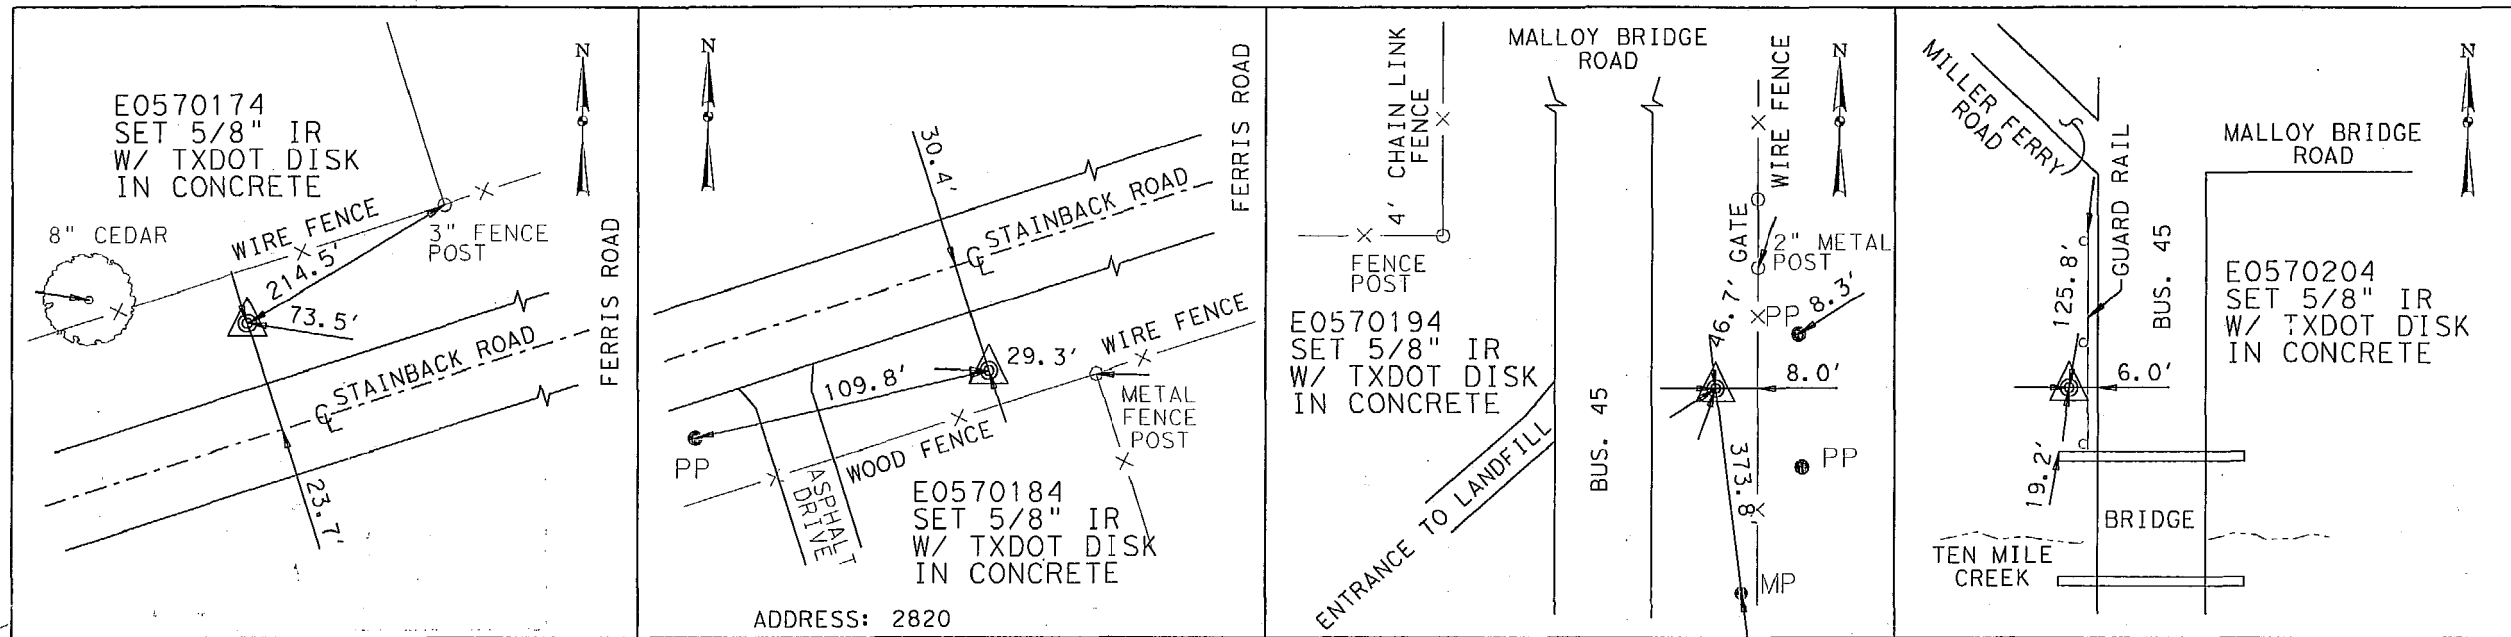 N
E0570174
SET 5/8" IR
W/ TXDOT DISK
IN CONCRETE
8" CEDAR
WIRE FENCE
3" FENCE
POST
214.5'
73.5'
FERRIS ROAD
STAINBACK ROAD
℄
23.7'
N
FERRIS ROAD
30.4'
STAINBACK ROAD
℄
29.3'
WIRE FENCE
109.8'
METAL
FENCE
POST
PP
WOOD FENCE
ASPHALT
DRIVE
E0570184
SET 5/8" IR
W/ TXDOT DISK
IN CONCRETE
ADDRESS: 2820
MALLOY BRIDGE
ROAD
N
4' CHAIN LINK
FENCE
WIRE FENCE
FENCE
POST
GATE
2" METAL
POST
46.7'
PP
8.3'
E0570194
SET 5/8" IR
W/ TXDOT DISK
IN CONCRETE
8.0'
BUS. 45
373.8'
PP
ENTRANCE TO LANDFILL
MP
N
MILLER FERRY
ROAD
MALLOY BRIDGE
ROAD
GUARD RAIL
125.8'
BUS. 45
E0570204
SET 5/8" IR
W/ TXDOT DISK
IN CONCRETE
6.0'
19.2'
BRIDGE
TEN MILE
CREEK